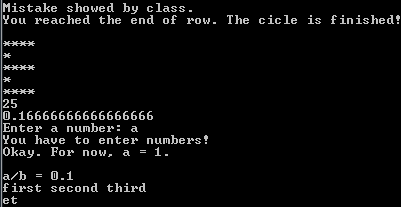 Mistake showed by class.
You reached the end of row. The cicle is finished!
****
*
****
*
****
25
0.16666666666666666
Enter a number: a
You have to enter numbers!
Okay. For now, a = 1.
a/b = 0.1
first second third
et